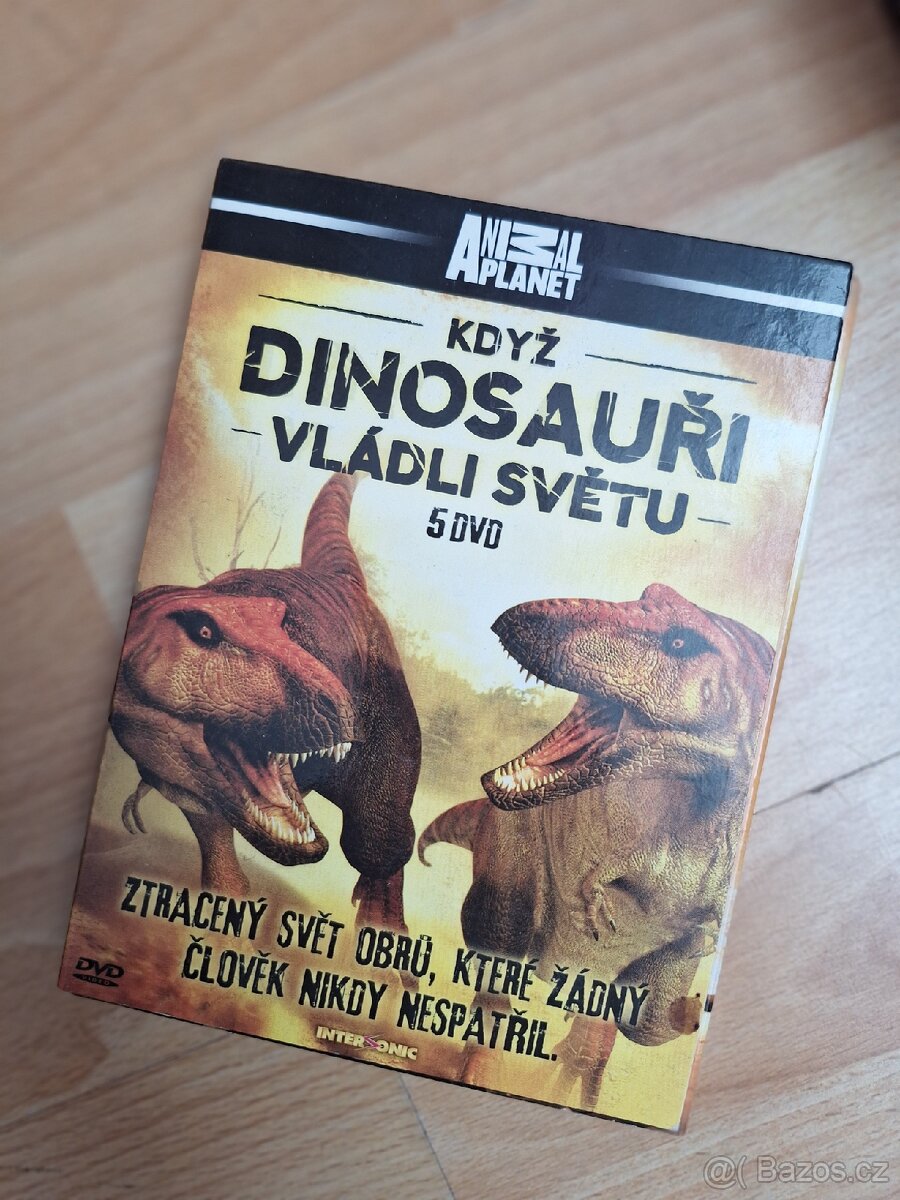 ANIMAL
PLANET
KDYŽ
DINOSAUŘI
VLÁDLI SVĚTU
5 DVD
ZTRACENÝ SVĚT OBRŮ, KTERÉ ŽÁDNÝ
ČLOVĚK NIKDY NESPATŘIL.
DVD
VIDEO
INTERSONIC
@( Bazos.cz